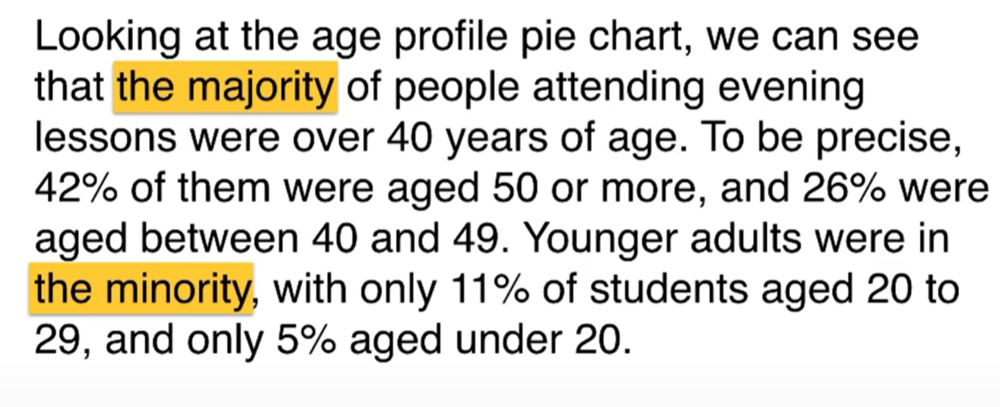 Looking at the age profile pie chart, we can see
that the majority of people attending evening
lessons were over 40 years of age. To be precise,
42% of them were aged 50 or more, and 26% were
aged between 40 and 49. Younger adults were in
the minority, with only 11% of students aged 20 to
29, and only 5% aged under 20.